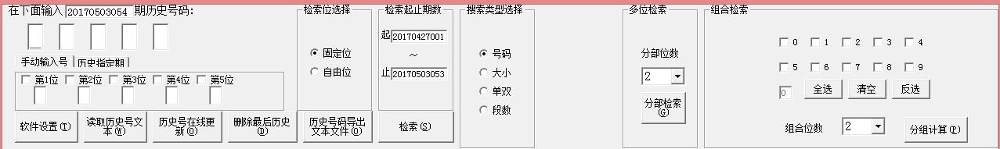 在下面输入 20170503054 期历史号码:
手动输入号 历史指定期
第1位 第2位 第3位 第4位 第5位
检索位选择
固定位
自由位
检索起止期数
起 20170427001
~
止 20170503053
搜索类型选择
号码
大小
单双
段数
多位检索
分部位数
2
分部检索
(G)
组合检索
0 1 2 3 4
5 6 7 8 9
0 全选 清空 反选
组合位数 2 分组计算(P)
软件设置(T)
读取历史号文
本(W)
历史号在线更
新(O)
删除最后历史
(D)
历史号码导出
文本文件(O)
检索(S)